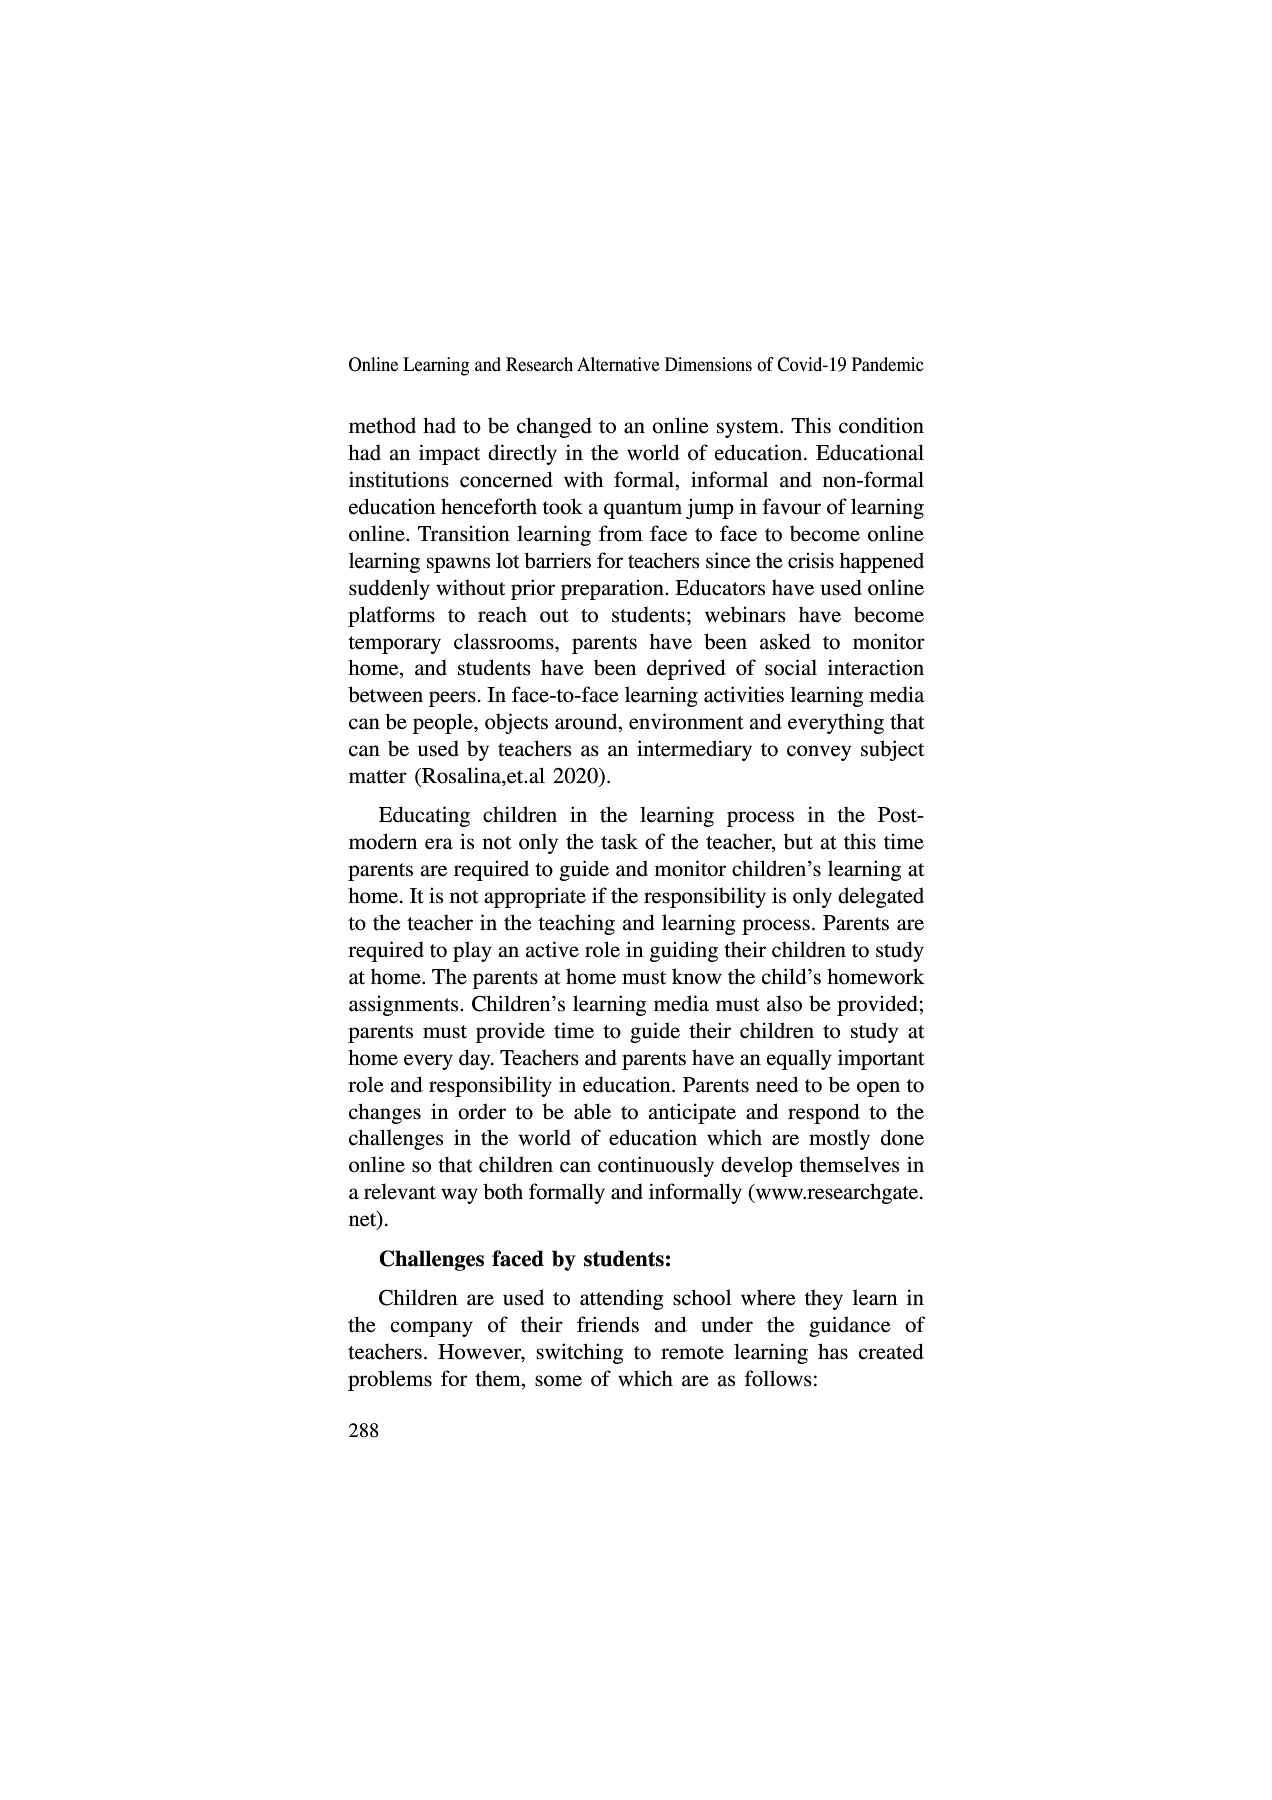 Online Learning and Research Alternative Dimensions of Covid-19 Pandemic
method had to be changed to an online system. This condition
had an impact directly in the world of education. Educational
institutions concerned with formal, informal and non-formal
education henceforth took a quantum jump in favour of learning
online. Transition learning from face to face to become online
learning spawns lot barriers for teachers since the crisis happened
suddenly without prior preparation. Educators have used online
platforms to reach out to students; webinars have become
temporary classrooms, parents have been asked to monitor
home, and students have been deprived of social interaction
between peers. In face-to-face learning activities learning media
can be people, objects around, environment and everything that
can be used by teachers as an intermediary to convey subject
matter (Rosalina,et.al 2020).
Educating children in the learning process in the Post-
modern era is not only the task of the teacher, but at this time
parents are required to guide and monitor children’s learning at
home. It is not appropriate if the responsibility is only delegated
to the teacher in the teaching and learning process. Parents are
required to play an active role in guiding their children to study
at home. The parents at home must know the child’s homework
assignments. Children’s learning media must also be provided;
parents must provide time to guide their children to study at
home every day. Teachers and parents have an equally important
role and responsibility in education. Parents need to be open to
changes in order to be able to anticipate and respond to the
challenges in the world of education which are mostly done
online so that children can continuously develop themselves in
a relevant way both formally and informally (www.researchgate.
net).
Challenges faced by students:
Children are used to attending school where they learn in
the company of their friends and under the guidance of
teachers. However, switching to remote learning has created
problems for them, some of which are as follows:
288